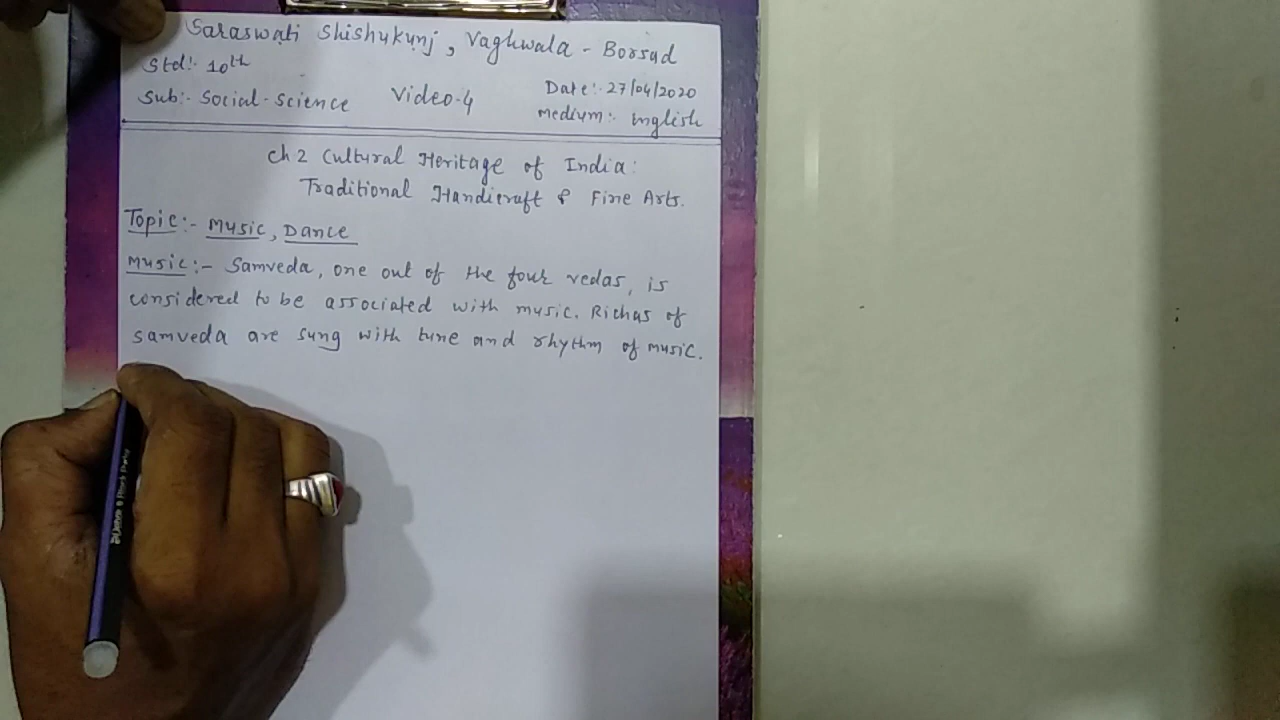 Saraswati Shishukunj, Vaghwala - Borsad
Std:- 10th
Date:- 27/04/2020
Sub:- Social-science Video-4
Medium:- English
Ch 2 Cultural Heritage of India:
Traditional Handicraft & Fine Arts.
Topic:- Music, Dance
Music:- Samveda, one out of the four vedas, is
considered to be associated with music. Richas of
samveda are sung with tune and rhythm of music.